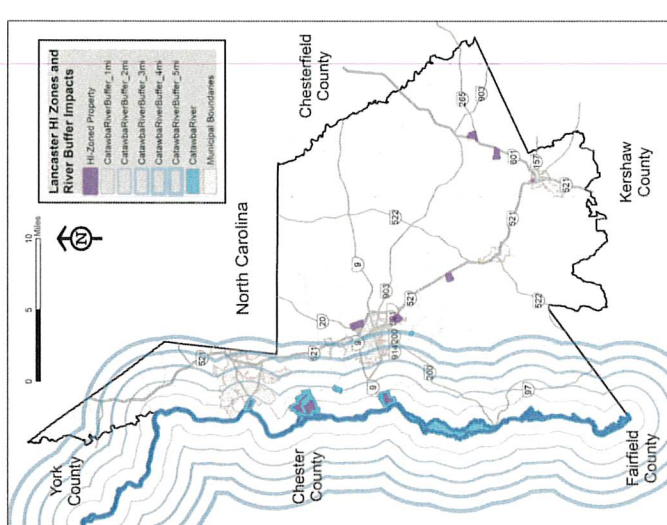 Lancaster HI Zones and
River Buffer Impacts
HI-Zoned Property
CatawbaRiverBuffer_1mi
CatawbaRiverBuffer_2mi
CatawbaRiverBuffer_3mi
CatawbaRiverBuffer_4mi
CatawbaRiverBuffer_5mi
CatawbaRiver
Municipal Boundaries
0 5 10
Miles
N
York
County
North Carolina
Chesterfield
County
Chester
County
Fairfield
County
Kershaw
County
521
521
20
9
9
9
903
522
521
914
200
200
97
521
522
601
265
903
157
521